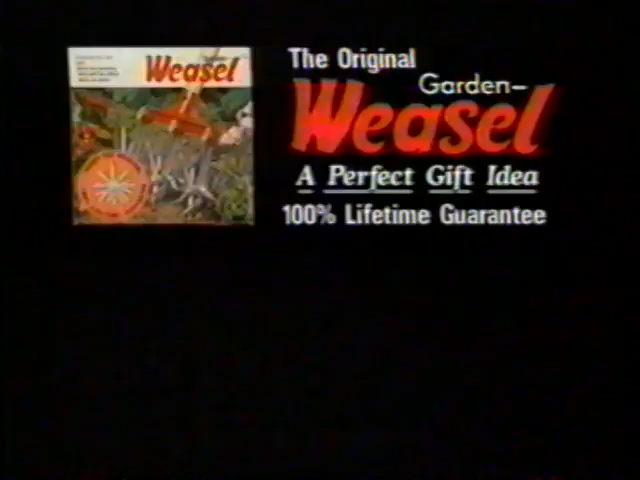 Weasel
The Original
Garden-
Weasel
A Perfect Gift Idea
100% Lifetime Guarantee